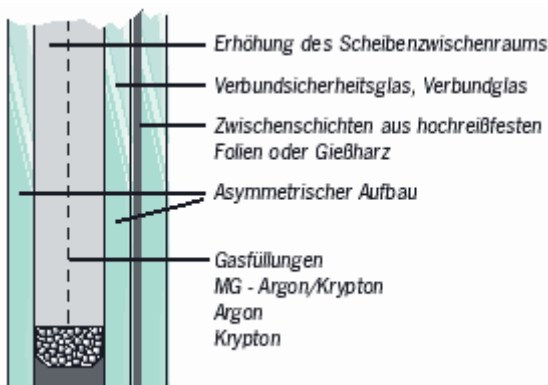 Erhöhung des Scheibenzwischenraums
Verbundsicherheitsglas, Verbundglas
Zwischenschichten aus hochreißfesten
Folien oder Gießharz
Asymmetrischer Aufbau
Gasfüllungen
MG - Argon/Krypton
Argon
Krypton